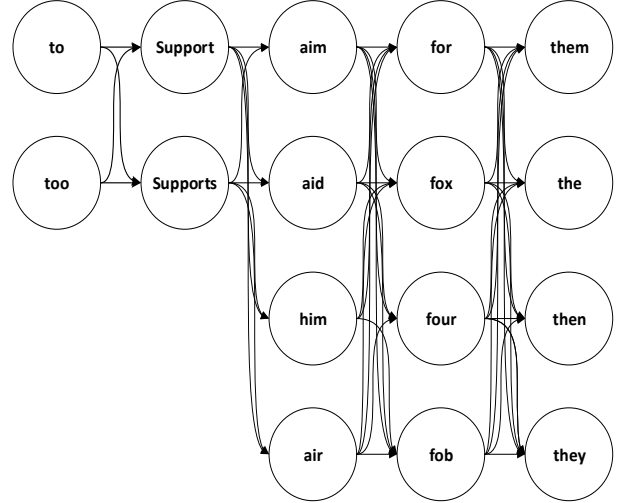 to Support aim for them
too Supports aid fox the
him four then
air fob they